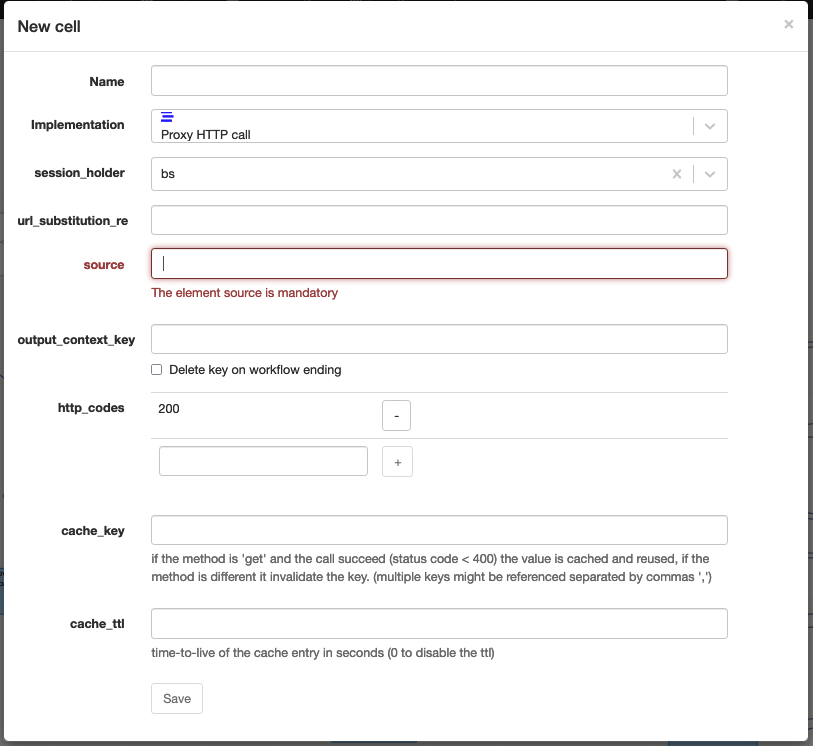 New cell
×
Name
Implementation
Proxy HTTP call
session_holder
bs
×
url_substitution_re
source
The element source is mandatory
output_context_key
Delete key on workflow ending
http_codes
200
-
+
cache_key
if the method is 'get' and the call succeed (status code < 400) the value is cached and reused, if the
method is different it invalidate the key. (multiple keys might be referenced separated by commas ',')
cache_ttl
time-to-live of the cache entry in seconds (0 to disable the ttl)
Save